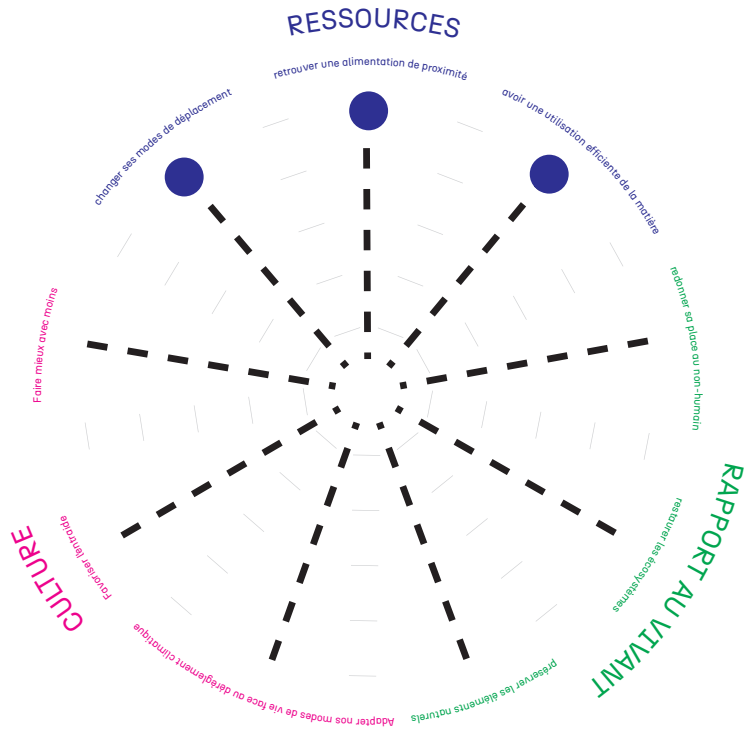 RESSOURCES
retrouver une alimentation de proximité
changer ses modes de déplacement
avoir une utilisation efficiente de la matière
redonner sa place au non-humain
Faire mieux avec moins
RAPPORT AU VIVANT
restaurer les écosystèmes
préserver les éléments naturels
CULTURE
Favoriser l'entraide
Adapter nos modes de vie face au dérèglement climatique